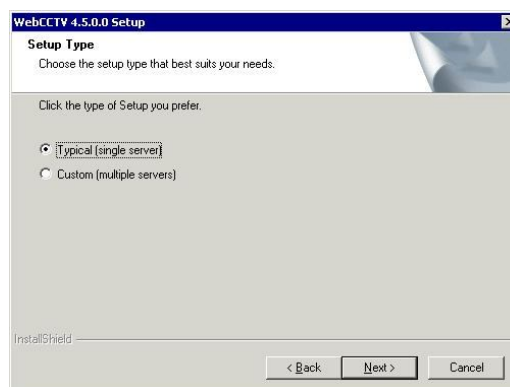 WebCCTV 4.5.0.0 Setup
Setup Type
Choose the setup type that best suits your needs.
Click the type of Setup you prefer.
Typical (single server)
Custom (multiple servers)
InstallShield
< Back Next > Cancel